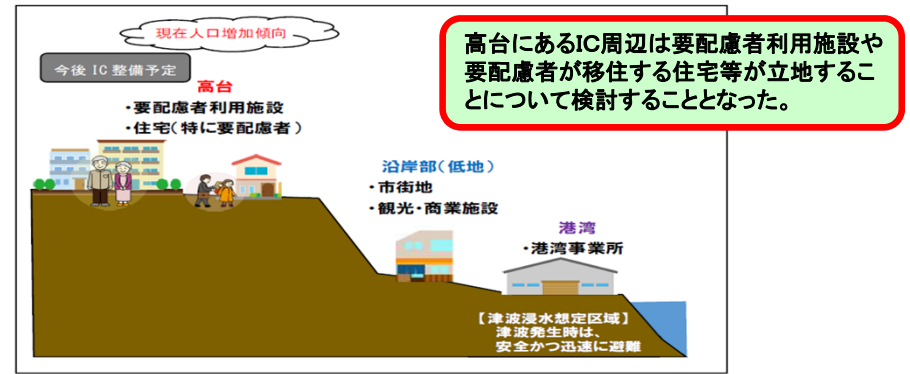 現在人口増加傾向
今後 IC 整備予定
高台
・要配慮者利用施設
・住宅(特に要配慮者)
高台にあるIC周辺は要配慮者利用施設や
要配慮者が移住する住宅等が立地するこ
とについて検討することとなった。
沿岸部(低地)
・市街地
・観光・商業施設
港湾
・港湾事業所
【津波浸水想定区域】
津波発生時は、
安全かつ迅速に避難